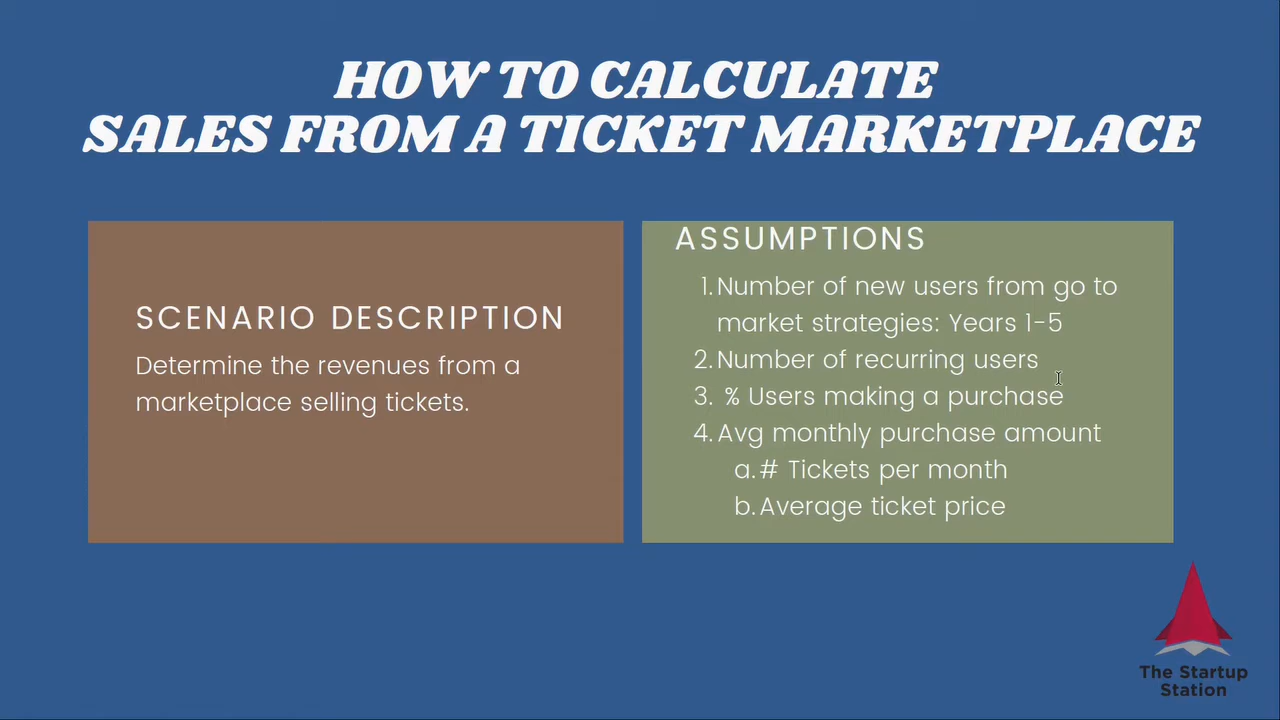 HOW TO CALCULATE
SALES FROM A TICKET MARKETPLACE
SCENARIO DESCRIPTION
Determine the revenues from a
marketplace selling tickets.
ASSUMPTIONS
1. Number of new users from go to
market strategies: Years 1-5
2. Number of recurring users
3. % Users making a purchase
4. Avg monthly purchase amount
a. # Tickets per month
b. Average ticket price
The Startup
Station